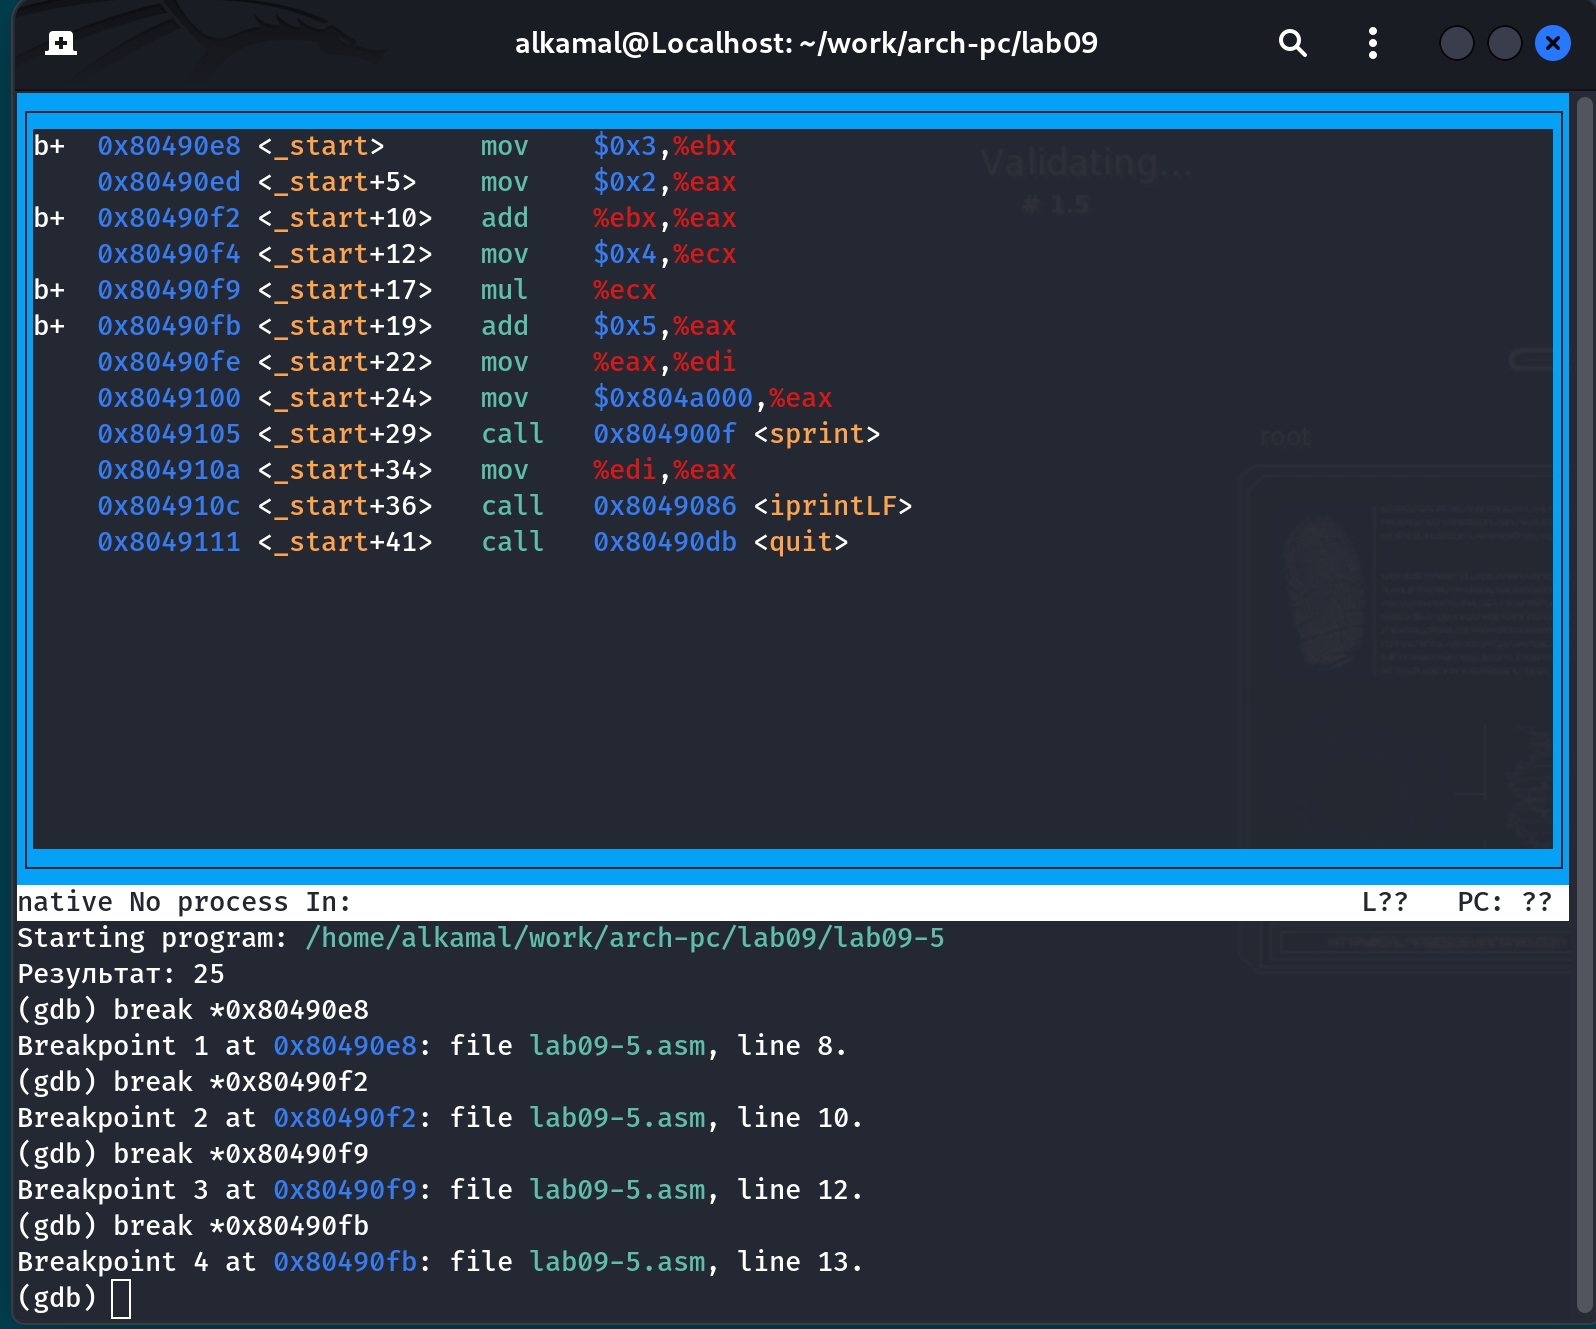 alkamal@Localhost: ~/work/arch-pc/lab09
b+ 0x80490e8 <_start> mov $0x3,%ebx
0x80490ed <_start+5> mov $0x2,%eax
b+ 0x80490f2 <_start+10> add %ebx,%eax
0x80490f4 <_start+12> mov $0x4,%ecx
b+ 0x80490f9 <_start+17> mul %ecx
b+ 0x80490fb <_start+19> add $0x5,%eax
0x80490fe <_start+22> mov %eax,%edi
0x8049100 <_start+24> mov $0x804a000,%eax
0x8049105 <_start+29> call 0x804900f <sprint>
0x804910a <_start+34> mov %edi,%eax
0x804910c <_start+36> call 0x8049086 <iprintLF>
0x8049111 <_start+41> call 0x80490db <quit>
Validating...
# 1.5
root
native No process In: L?? PC: ??
Starting program: /home/alkamal/work/arch-pc/lab09/lab09-5
Результат: 25
(gdb) break *0x80490e8
Breakpoint 1 at 0x80490e8: file lab09-5.asm, line 8.
(gdb) break *0x80490f2
Breakpoint 2 at 0x80490f2: file lab09-5.asm, line 10.
(gdb) break *0x80490f9
Breakpoint 3 at 0x80490f9: file lab09-5.asm, line 12.
(gdb) break *0x80490fb
Breakpoint 4 at 0x80490fb: file lab09-5.asm, line 13.
(gdb)